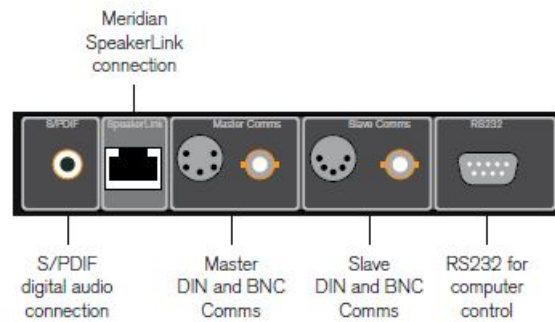 Meridian
SpeakerLink
connection
S/PDIF
SpeakerLink
Master Comms
Slave Comms
RS232
S/PDIF
digital audio
connection
Master
DIN and BNC
Comms
Slave
DIN and BNC
Comms
RS232 for
computer
control